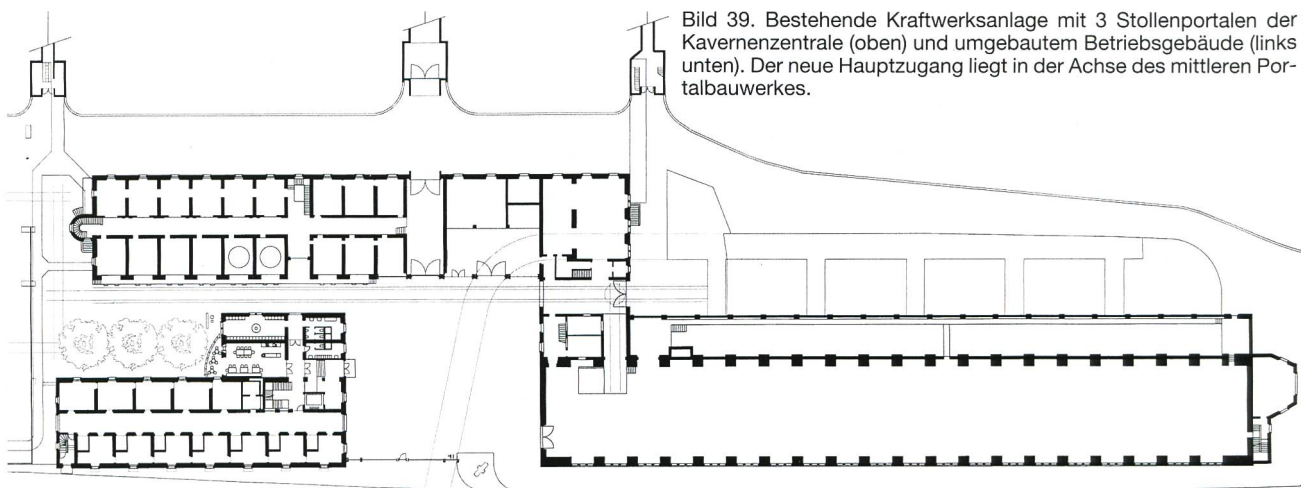 Bild 39. Bestehende Kraftwerksanlage mit 3 Stollenportalen der
Kavernenzentrale (oben) und umgebautem Betriebsgebäude (links
unten). Der neue Hauptzugang liegt in der Achse des mittleren Por-
talbauwerkes.